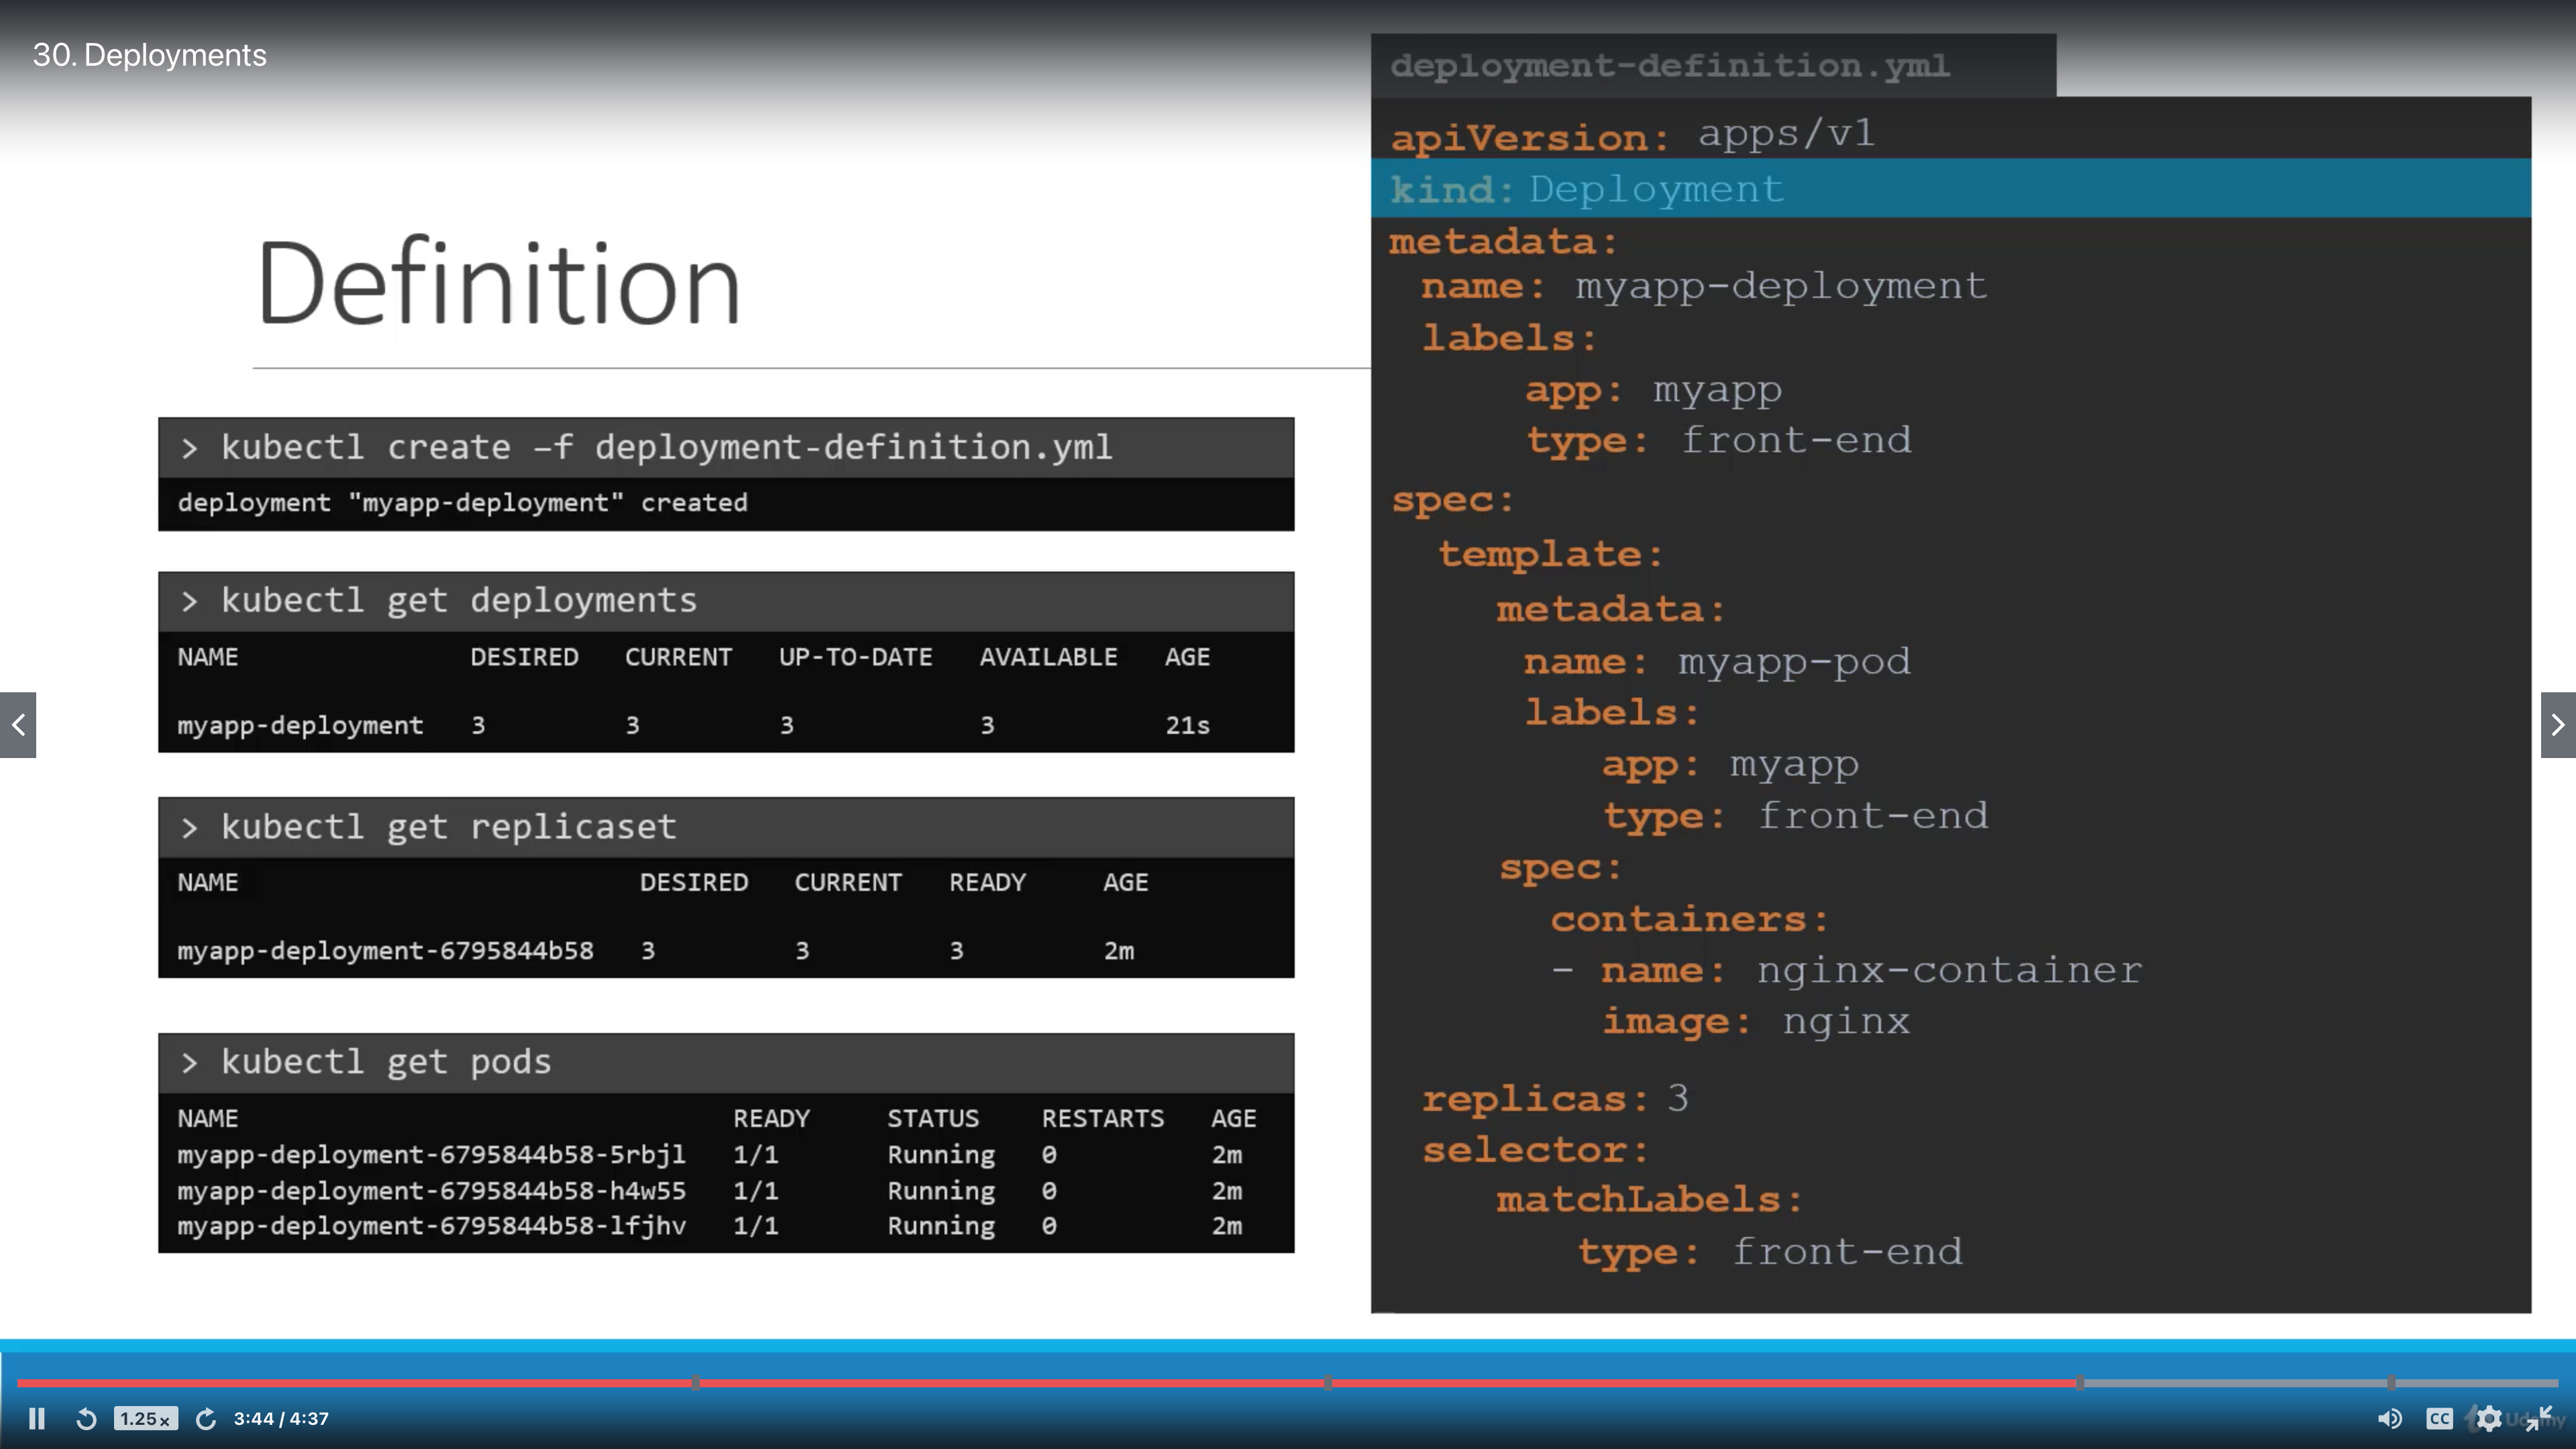 30. Deployments
Definition
> kubectl create –f deployment-definition.yml
deployment "myapp-deployment" created
> kubectl get deployments
NAME DESIRED CURRENT UP-TO-DATE AVAILABLE AGE
myapp-deployment 3 3 3 3 21s
> kubectl get replicaset
NAME DESIRED CURRENT READY AGE
myapp-deployment-6795844b58 3 3 3 2m
> kubectl get pods
NAME READY STATUS RESTARTS AGE
myapp-deployment-6795844b58-5rbjl 1/1 Running 0 2m
myapp-deployment-6795844b58-h4w55 1/1 Running 0 2m
myapp-deployment-6795844b58-lfjhv 1/1 Running 0 2m
deployment-definition.yml
apiVersion: apps/v1
kind: Deployment
metadata:
name: myapp-deployment
labels:
app: myapp
type: front-end
spec:
template:
metadata:
name: myapp-pod
labels:
app: myapp
type: front-end
spec:
containers:
- name: nginx-container
image: nginx
replicas: 3
selector:
matchLabels:
type: front-end
1.25x 3:44 / 4:37 CC